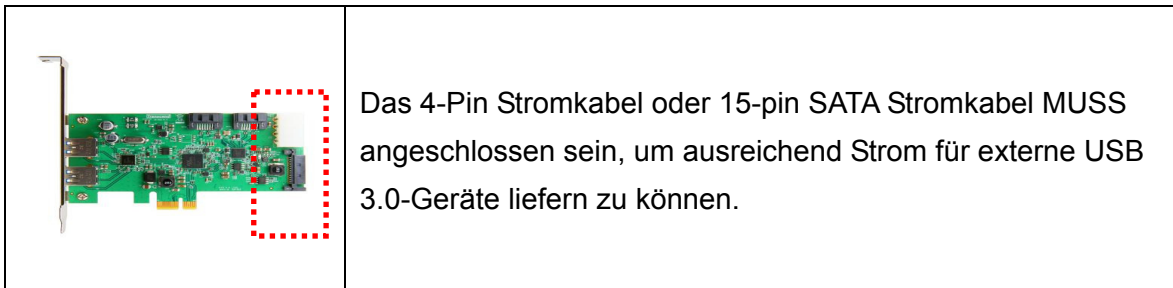 Das 4-Pin Stromkabel oder 15-pin SATA Stromkabel MUSS
angeschlossen sein, um ausreichend Strom für externe USB
3.0-Geräte liefern zu können.